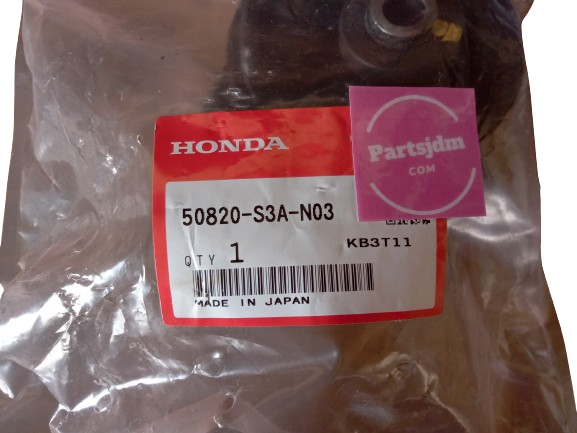 HONDA
Partsjdm
COM
50820-S3A-N03
KB3T11
QTY 1
MADE IN JAPAN